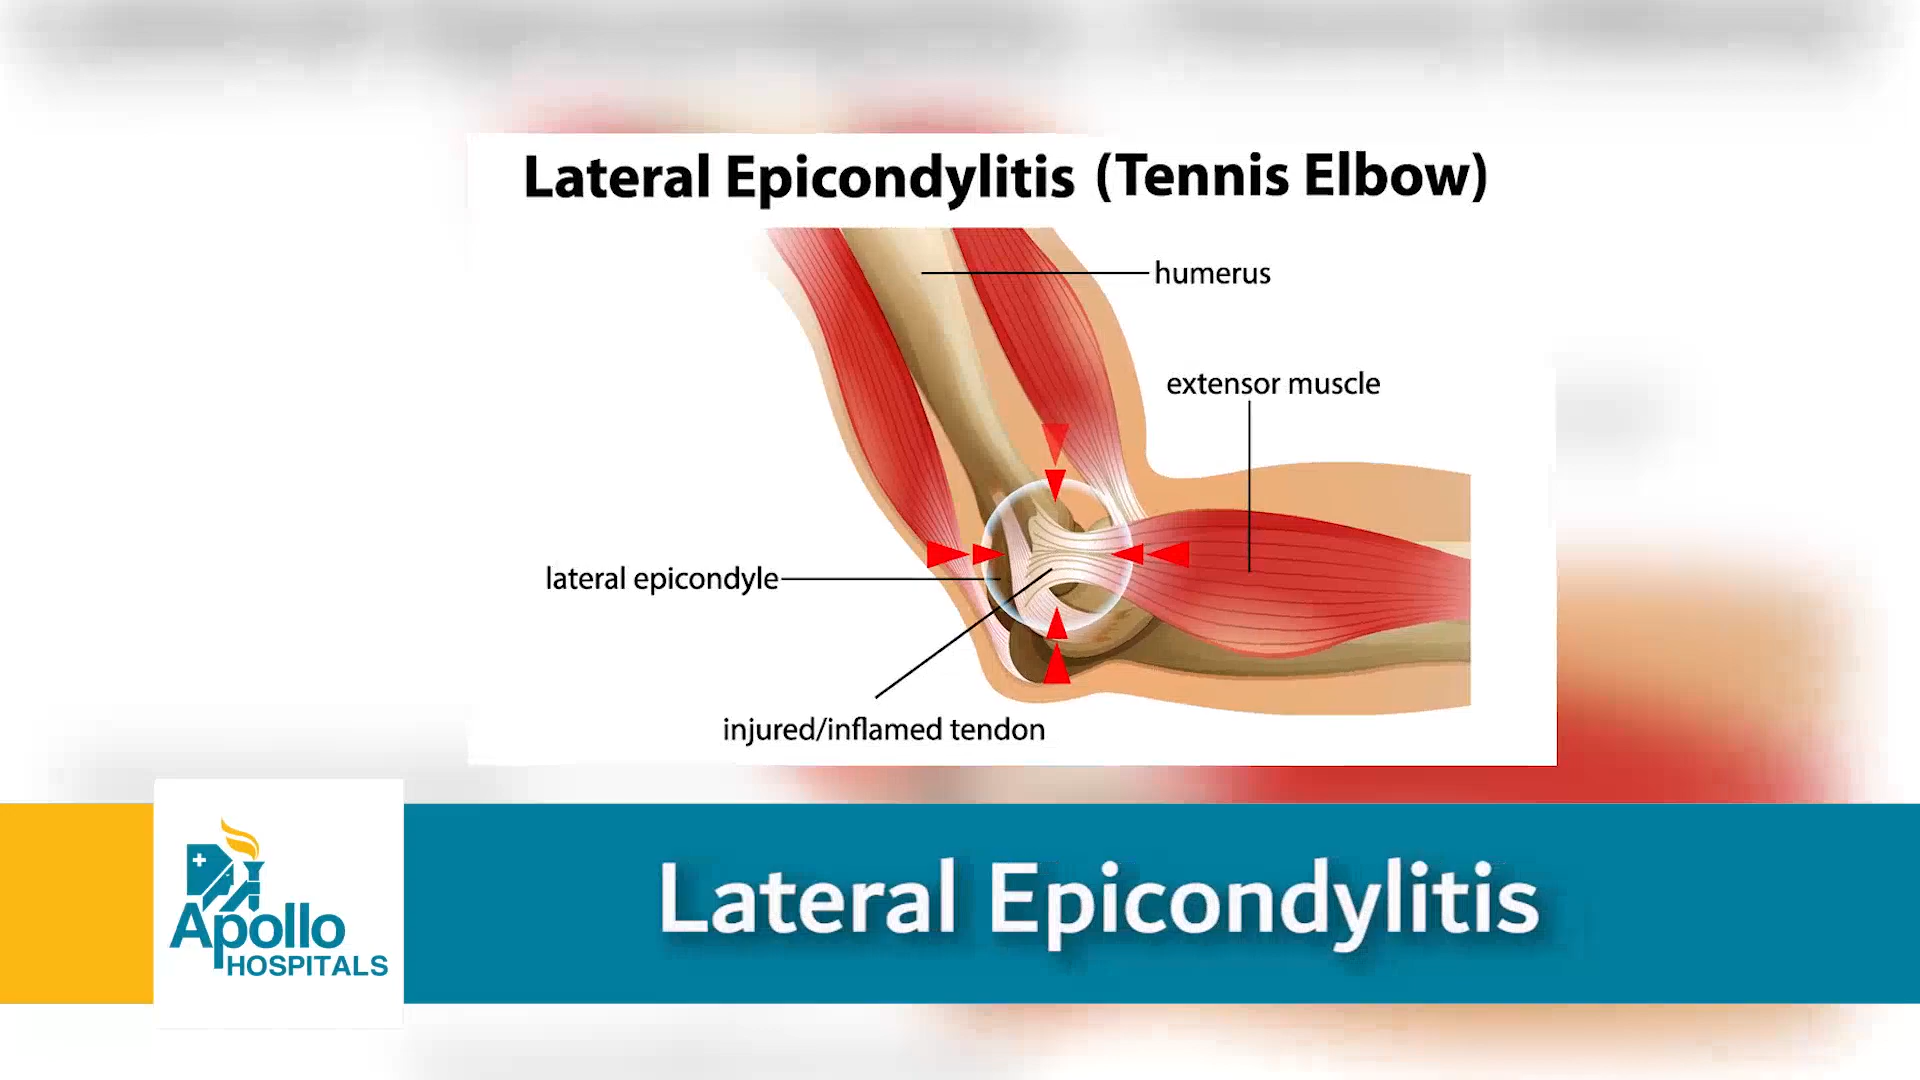 Lateral Epicondylitis (Tennis Elbow)
humerus
extensor muscle
lateral epicondyle
injured/inflamed tendon
Apollo
HOSPITALS
Lateral Epicondylitis